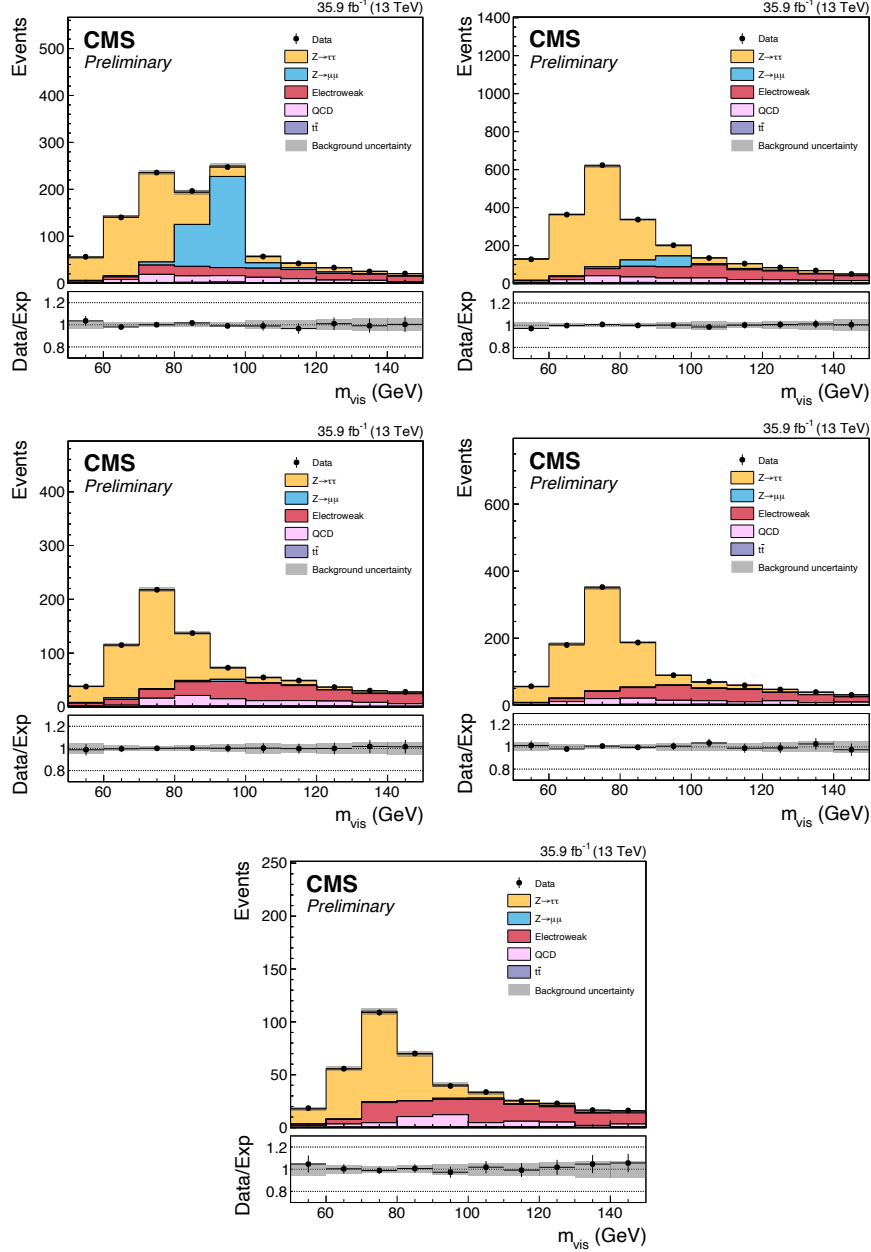 35.9 fb⁻¹ (13 TeV)
Events
CMS
Preliminary
Data
Z→ττ
Z→μμ
Electroweak
QCD
tt̄
Background uncertainty
500
400
300
200
100
0
Data/Exp
1.2
1
0.8
60 80 100 120 140
m_vis (GeV)
35.9 fb⁻¹ (13 TeV)
Events
CMS
Preliminary
Data
Z→ττ
Z→μμ
Electroweak
QCD
tt̄
Background uncertainty
1400
1200
1000
800
600
400
200
0
Data/Exp
1.2
1
0.8
60 80 100 120 140
m_vis (GeV)
35.9 fb⁻¹ (13 TeV)
Events
CMS
Preliminary
Data
Z→ττ
Z→μμ
Electroweak
QCD
tt̄
Background uncertainty
400
300
200
100
0
Data/Exp
1.2
1
0.8
60 80 100 120 140
m_vis (GeV)
35.9 fb⁻¹ (13 TeV)
Events
CMS
Preliminary
Data
Z→ττ
Z→μμ
Electroweak
QCD
tt̄
Background uncertainty
600
400
200
0
Data/Exp
1.2
1
0.8
60 80 100 120 140
m_vis (GeV)
35.9 fb⁻¹ (13 TeV)
Events
CMS
Preliminary
Data
Z→ττ
Z→μμ
Electroweak
QCD
tt̄
Background uncertainty
250
200
150
100
50
0
Data/Exp
1.2
1
0.8
60 80 100 120 140
m_vis (GeV)